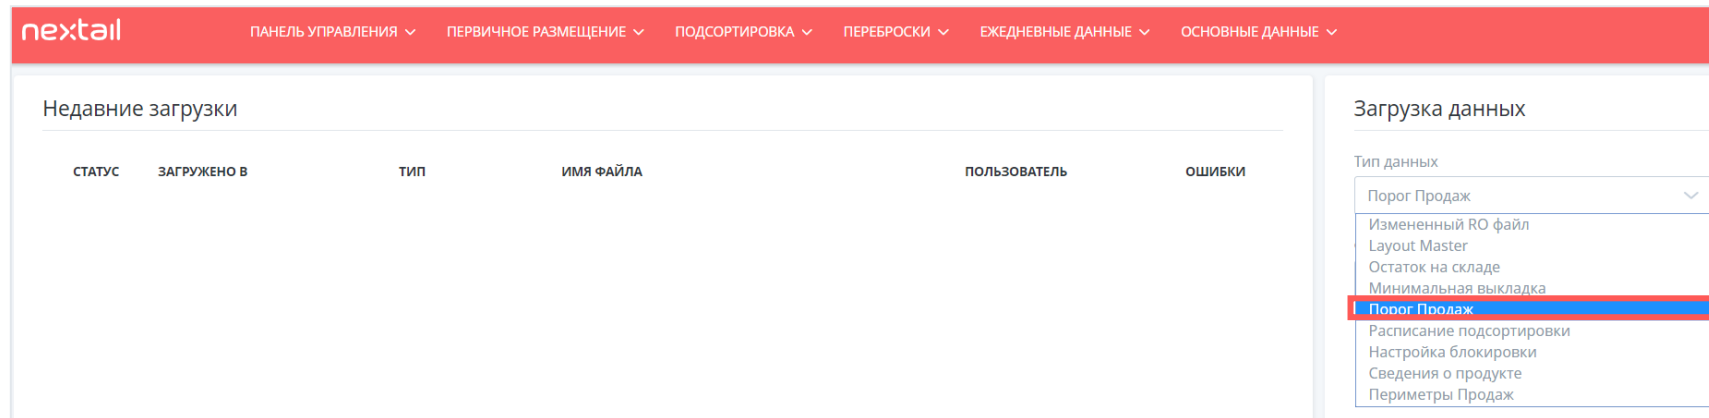 nextail
ПАНЕЛЬ УПРАВЛЕНИЯ ПЕРВИЧНОЕ РАЗМЕЩЕНИЕ ПОДСОРТИРОВКА ПЕРЕБРОСКИ ЕЖЕДНЕВНЫЕ ДАННЫЕ ОСНОВНЫЕ ДАННЫЕ
Недавние загрузки
СТАТУС ЗАГРУЖЕНО В ТИП ИМЯ ФАЙЛА ПОЛЬЗОВАТЕЛЬ ОШИБКИ
Загрузка данных
Тип данных
Порог Продаж
Измененный RO файл
Layout Master
Остаток на складе
Минимальная выкладка
Порог Продаж
Расписание подсортировки
Настройка блокировки
Сведения о продукте
Периметры Продаж